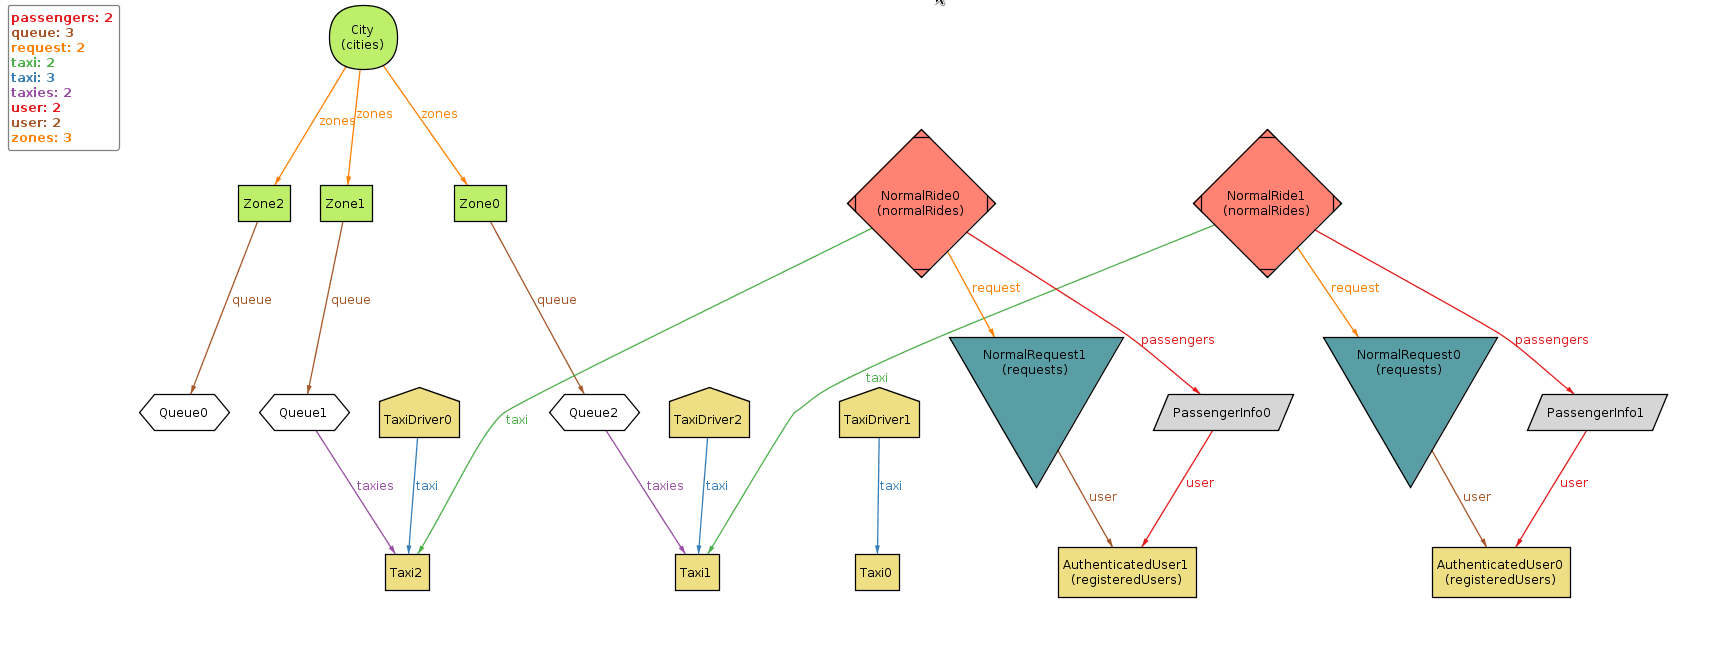 passengers: 2
queue: 3
request: 2
taxi: 2
taxi: 3
taxies: 2
user: 2
user: 2
zones: 3
City
(cities)
zones
zones
zones
Zone2
Zone1
Zone0
NormalRide0
(normalRides)
NormalRide1
(normalRides)
queue
queue
queue
request
request
passengers
passengers
NormalRequest1
(requests)
NormalRequest0
(requests)
taxi
taxi
Queue0
Queue1
TaxiDriver0
Queue2
TaxiDriver2
TaxiDriver1
PassengerInfo0
PassengerInfo1
taxies
taxi
taxies
taxi
taxi
user
user
user
user
Taxi2
Taxi1
Taxi0
AuthenticatedUser1
(registeredUsers)
AuthenticatedUser0
(registeredUsers)